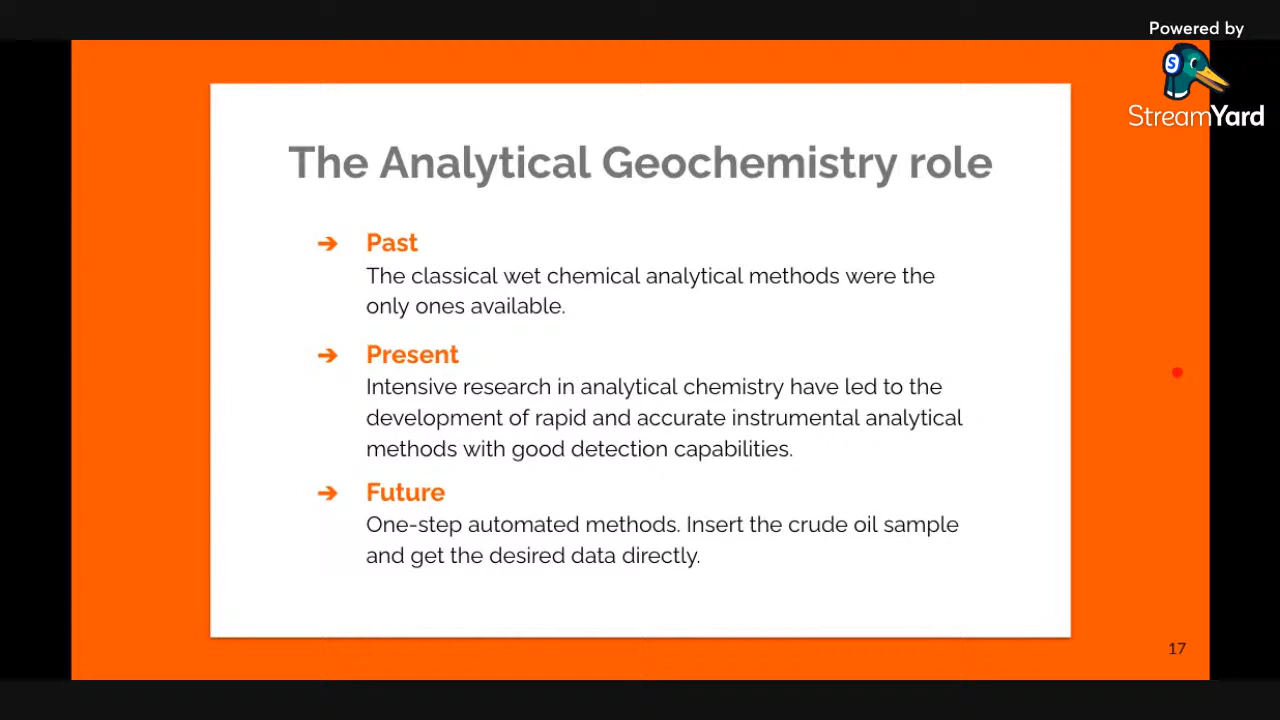 Powered by
S
StreamYard
The Analytical Geochemistry role
➔ Past
The classical wet chemical analytical methods were the
only ones available.
➔ Present
Intensive research in analytical chemistry have led to the
development of rapid and accurate instrumental analytical
methods with good detection capabilities.
➔ Future
One-step automated methods. Insert the crude oil sample
and get the desired data directly.
17